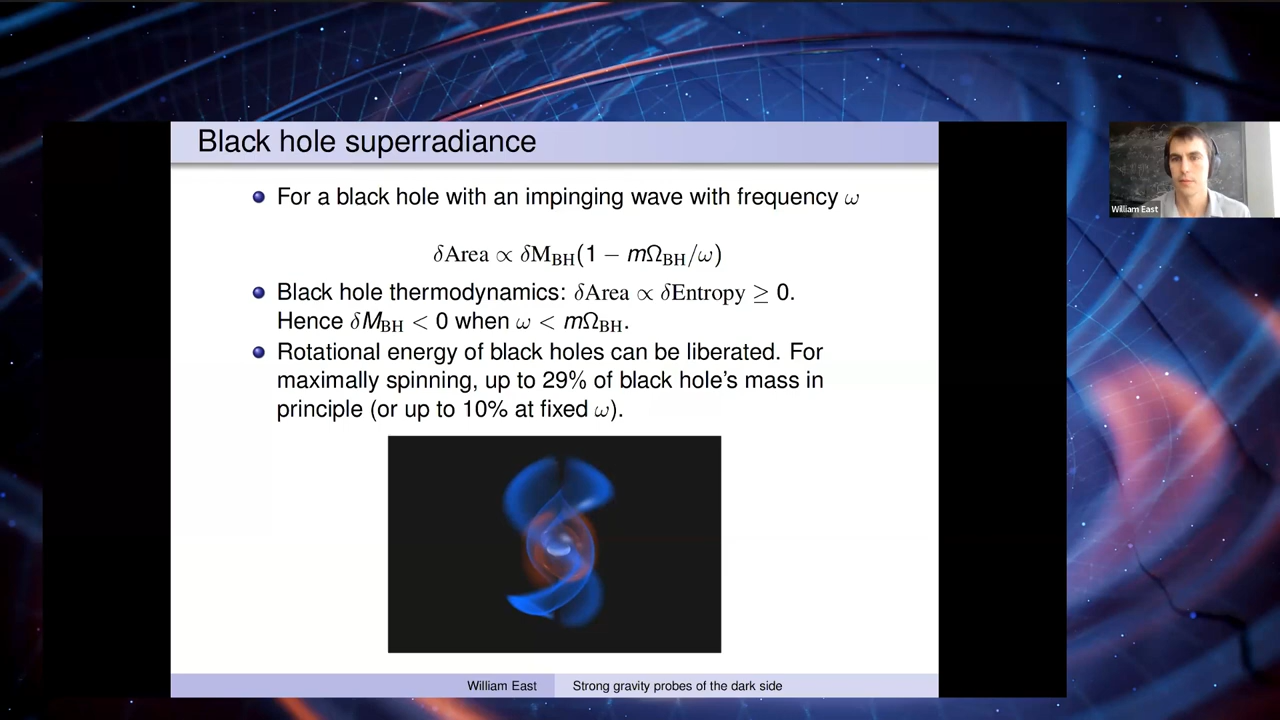 Black hole superradiance
For a black hole with an impinging wave with frequency ω
δArea ∝ δM_BH(1 − mΩ_BH/ω)
Black hole thermodynamics: δArea ∝ δEntropy ≥ 0.
Hence δM_BH < 0 when ω < mΩ_BH.
Rotational energy of black holes can be liberated. For
maximally spinning, up to 29% of black hole's mass in
principle (or up to 10% at fixed ω).
William East
William East
Strong gravity probes of the dark side